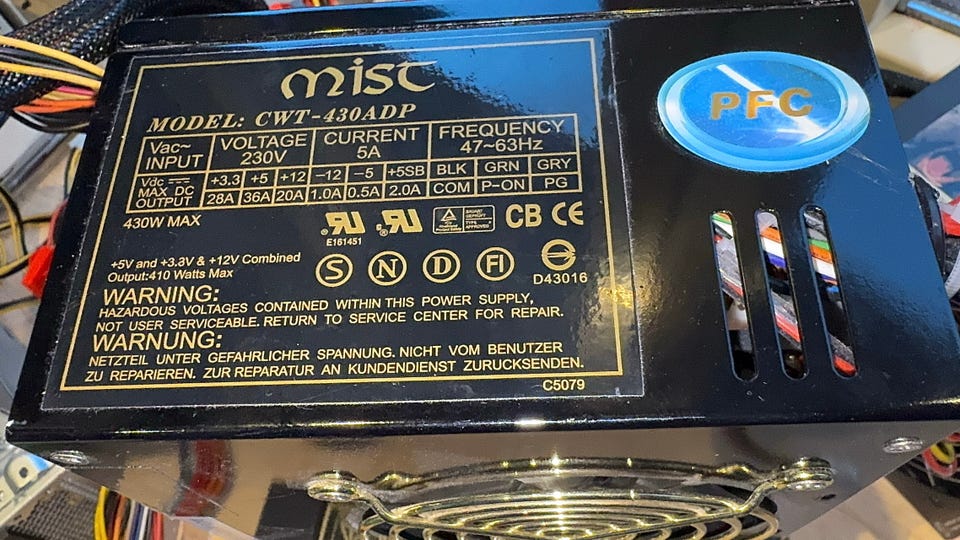 mist
MODEL: CWT-430ADP
Vac~ INPUT VOLTAGE 230V CURRENT 5A FREQUENCY 47~63Hz
Vdc MAX DC OUTPUT +3.3 +5 +12 -12 -5 +5SB BLK GRN GRY
28A 36A 20A 1.0A 0.5A 2.0A COM P-ON PG
430W MAX
E161451
CB CE
+5V and +3.3V & +12V Combined
Output:410 Watts Max
S N D FI D43016
WARNING:
HAZARDOUS VOLTAGES CONTAINED WITHIN THIS POWER SUPPLY,
NOT USER SERVICEABLE. RETURN TO SERVICE CENTER FOR REPAIR.
WARNUNG:
NETZTEIL UNTER GEFAHRLICHER SPANNUNG. NICHT VOM BENUTZER
ZU REPARIEREN. ZUR REPARATUR AN KUNDENDIENST ZURUCKSENDEN.
C5079
PFC